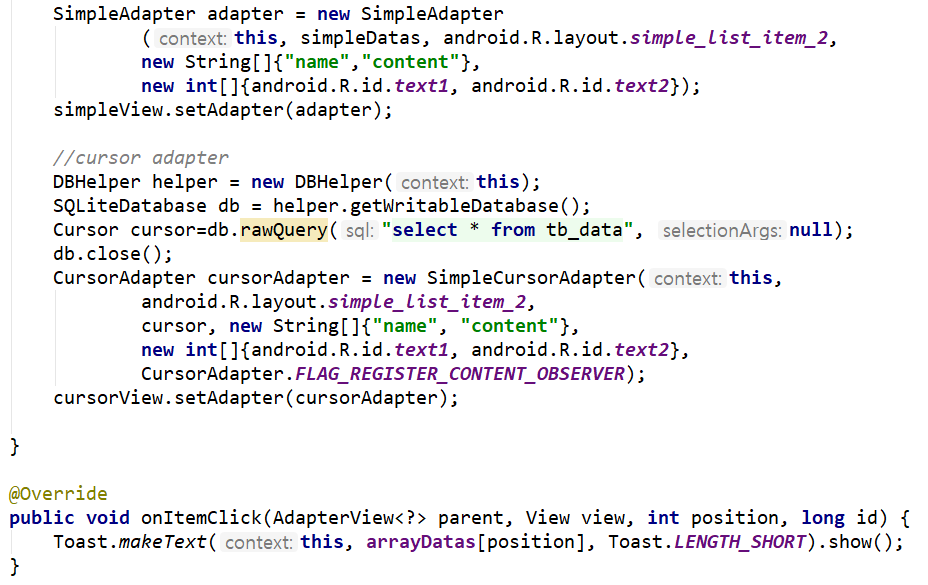 SimpleAdapter adapter = new SimpleAdapter
( context: this, simpleDatas, android.R.layout.simple_list_item_2,
new String[]{"name","content"},
new int[]{android.R.id.text1, android.R.id.text2});
simpleView.setAdapter(adapter);
//cursor adapter
DBHelper helper = new DBHelper( context: this);
SQLiteDatabase db = helper.getWritableDatabase();
Cursor cursor=db.rawQuery( sql: "select * from tb_data", selectionArgs: null);
db.close();
CursorAdapter cursorAdapter = new SimpleCursorAdapter( context: this,
android.R.layout.simple_list_item_2,
cursor, new String[]{"name", "content"},
new int[]{android.R.id.text1, android.R.id.text2},
CursorAdapter.FLAG_REGISTER_CONTENT_OBSERVER);
cursorView.setAdapter(cursorAdapter);
}
@Override
public void onItemClick(AdapterView<?> parent, View view, int position, long id) {
Toast.makeText( context: this, arrayDatas[position], Toast.LENGTH_SHORT).show();
}